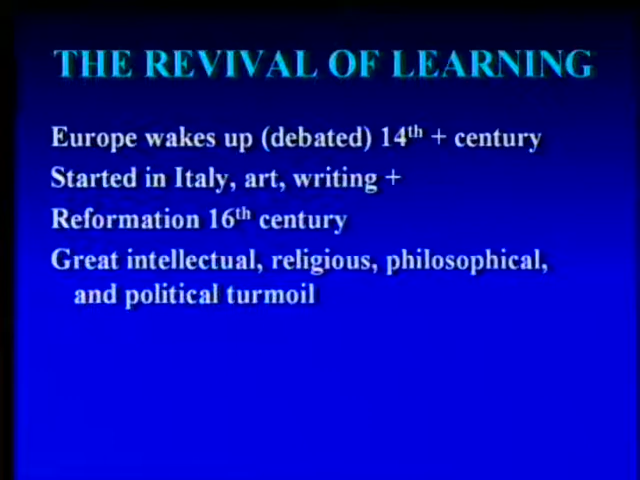 THE REVIVAL OF LEARNING
Europe wakes up (debated) 14th + century
Started in Italy, art, writing +
Reformation 16th century
Great intellectual, religious, philosophical,
and political turmoil